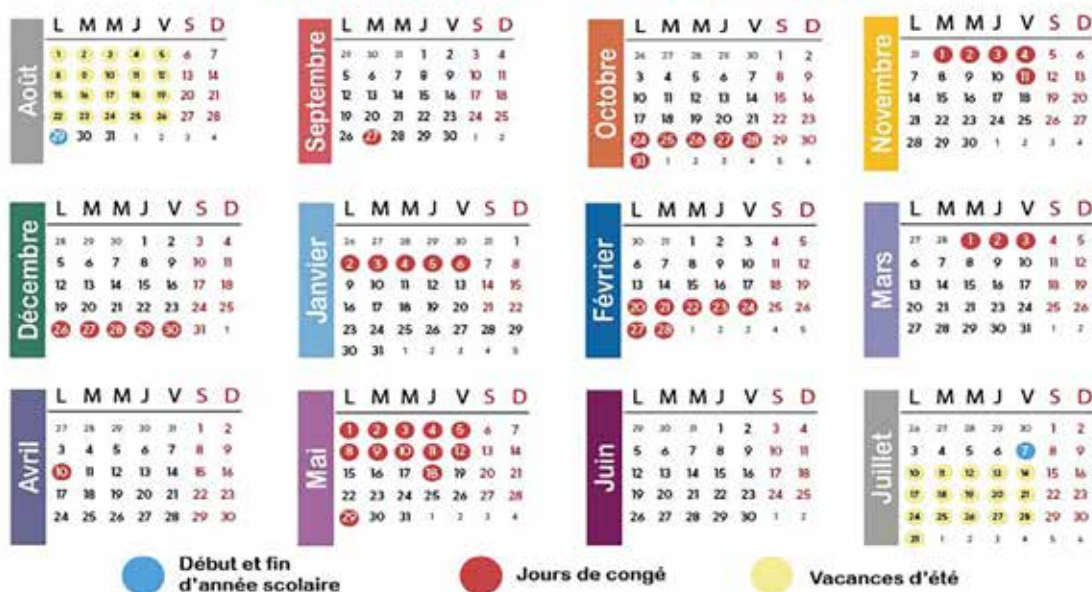 Août
L M M J V S D
1 2 3 4 5 6 7
8 9 10 11 12 13 14
15 16 17 18 19 20 21
22 23 24 25 26 27 28
29 30 31 1 2 3 4
Septembre
L M M J V S D
29 30 31 1 2 3 4
5 6 7 8 9 10 11
12 13 14 15 16 17 18
19 20 21 22 23 24 25
26 27 28 29 30 1 2
Octobre
L M M J V S D
26 27 28 29 30 1 2
3 4 5 6 7 8 9
10 11 12 13 14 15 16
17 18 19 20 21 22 23
24 25 26 27 28 29 30
31 1 2 3 4 5 6
Novembre
L M M J V S D
31 1 2 3 4 5 6
7 8 9 10 11 12 13
14 15 16 17 18 19 20
21 22 23 24 25 26 27
28 29 30 1 2 3 4
Décembre
L M M J V S D
28 29 30 1 2 3 4
5 6 7 8 9 10 11
12 13 14 15 16 17 18
19 20 21 22 23 24 25
26 27 28 29 30 31 1
Janvier
L M M J V S D
26 27 28 29 30 31 1
2 3 4 5 6 7 8
9 10 11 12 13 14 15
16 17 18 19 20 21 22
23 24 25 26 27 28 29
30 31 1 2 3 4 5
Février
L M M J V S D
30 31 1 2 3 4 5
6 7 8 9 10 11 12
13 14 15 16 17 18 19
20 21 22 23 24 25 26
27 28 1 2 3 4 5
Mars
L M M J V S D
27 28 1 2 3 4 5
6 7 8 9 10 11 12
13 14 15 16 17 18 19
20 21 22 23 24 25 26
27 28 29 30 31 1 2
Avril
L M M J V S D
27 28 29 30 31 1 2
3 4 5 6 7 8 9
10 11 12 13 14 15 16
17 18 19 20 21 22 23
24 25 26 27 28 29 30
Mai
L M M J V S D
1 2 3 4 5 6 7
8 9 10 11 12 13 14
15 16 17 18 19 20 21
22 23 24 25 26 27 28
29 30 31 1 2 3 4
Juin
L M M J V S D
29 30 31 1 2 3 4
5 6 7 8 9 10 11
12 13 14 15 16 17 18
19 20 21 22 23 24 25
26 27 28 29 30 1 2
Juillet
L M M J V S D
26 27 28 29 30 1 2
3 4 5 6 7 8 9
10 11 12 13 14 15 16
17 18 19 20 21 22 23
24 25 26 27 28 29 30
31 1 2 3 4 5 6
Début et fin
d'année scolaire
Jours de congé
Vacances d'été